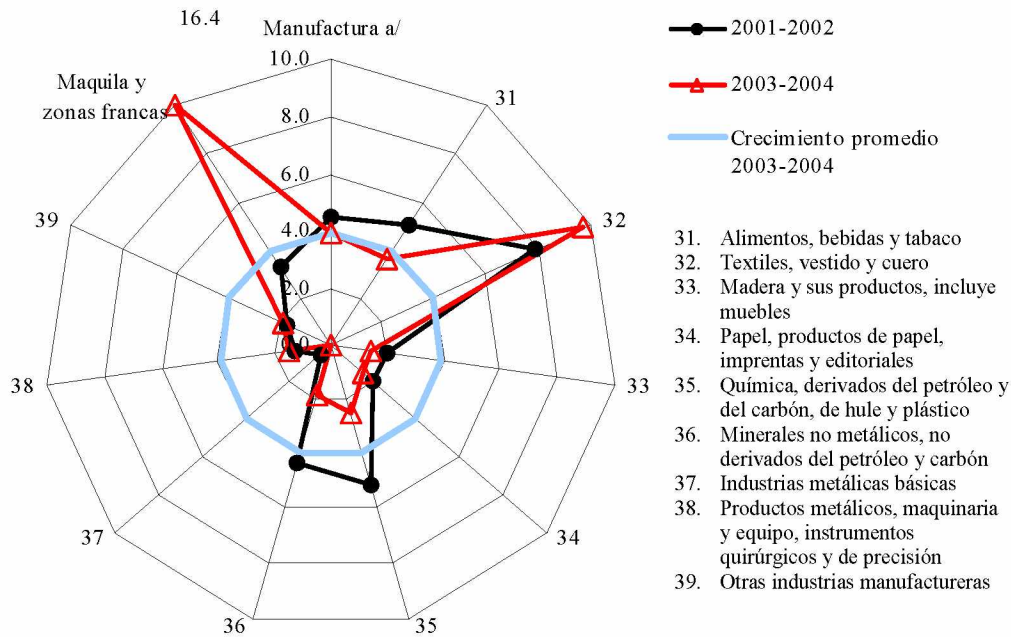 16.4
Manufactura a/
10.0
Maquila y
zonas francas
8.0
6.0
4.0
2.0
0.0
31
32
33
34
35
36
37
38
39
2001-2002
2003-2004
Crecimiento promedio
2003-2004
31. Alimentos, bebidas y tabaco
32. Textiles, vestido y cuero
33. Madera y sus productos, incluye
muebles
34. Papel, productos de papel,
imprentas y editoriales
35. Química, derivados del petróleo y
del carbón, de hule y plástico
36. Minerales no metálicos, no
derivados del petróleo y carbón
37. Industrias metálicas básicas
38. Productos metálicos, maquinaria
y equipo, instrumentos
quirúrgicos y de precisión
39. Otras industrias manufactureras